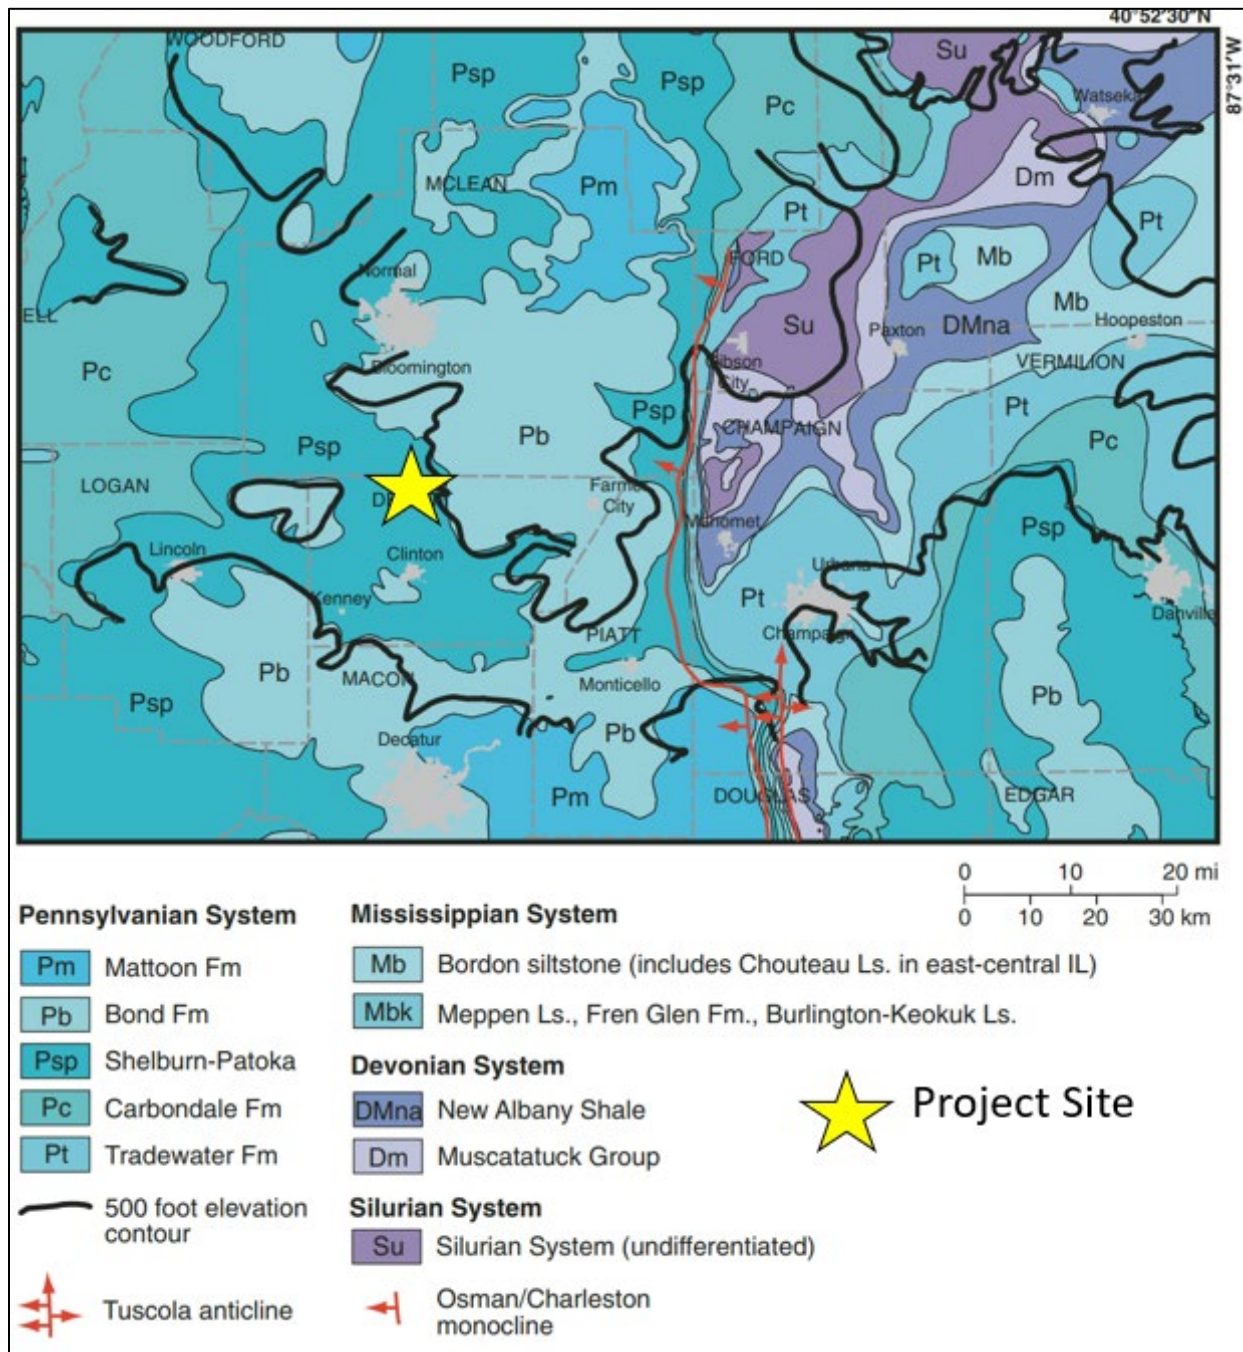 40°52'30"N
87°31'W
WOODFORD
Psp
Psp
Su
Pc
Watseka
MCLEAN
Pm
Dm
Pt
Pt
FORD
Pt
Mb
Normal
ELL
Su
Mb
Paxton
DMna
Hoopeston
Bloomington
Gibson
City
VERMILION
Pc
Psp
Pt
Psp
Pb
CHAMPAIGN
Pc
LOGAN
Farmer
City
Psp
Mahomet
Lincoln
Clinton
Urbana
Kenney
Pt
Danville
PIATT
Champaign
Pb
MACON
Monticello
Psp
Pb
Decatur
Pb
Pm
DOUGLAS
EDGAR
0 10 20 mi
0 10 20 30 km
Pennsylvanian System
Pm Mattoon Fm
Pb Bond Fm
Psp Shelburn-Patoka
Pc Carbondale Fm
Pt Tradewater Fm
500 foot elevation
contour
Tuscola anticline
Mississippian System
Mb Bordon siltstone (includes Chouteau Ls. in east-central IL)
Mbk Meppen Ls., Fren Glen Fm., Burlington-Keokuk Ls.
Devonian System
DMna New Albany Shale
Dm Muscatatuck Group
Silurian System
Su Silurian System (undifferentiated)
Osman/Charleston
monocline
Project Site